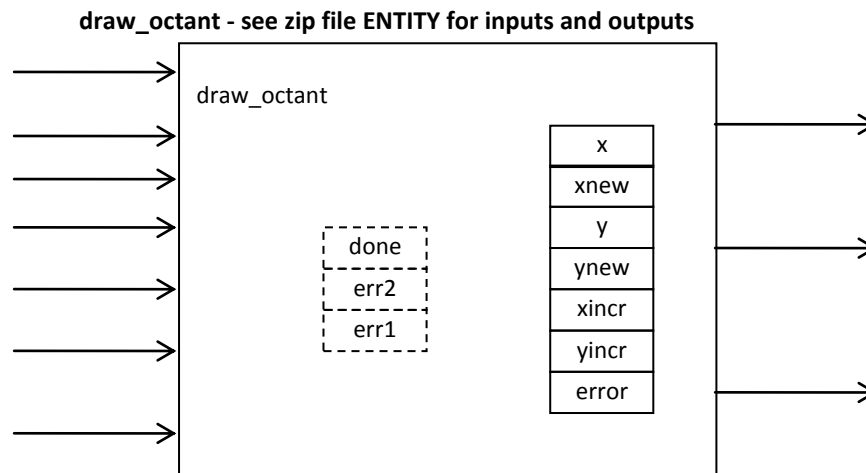 draw_octant - see zip file ENTITY for inputs and outputs
draw_octant
x
xnew
y
ynew
xincr
yincr
error
done
err2
err1